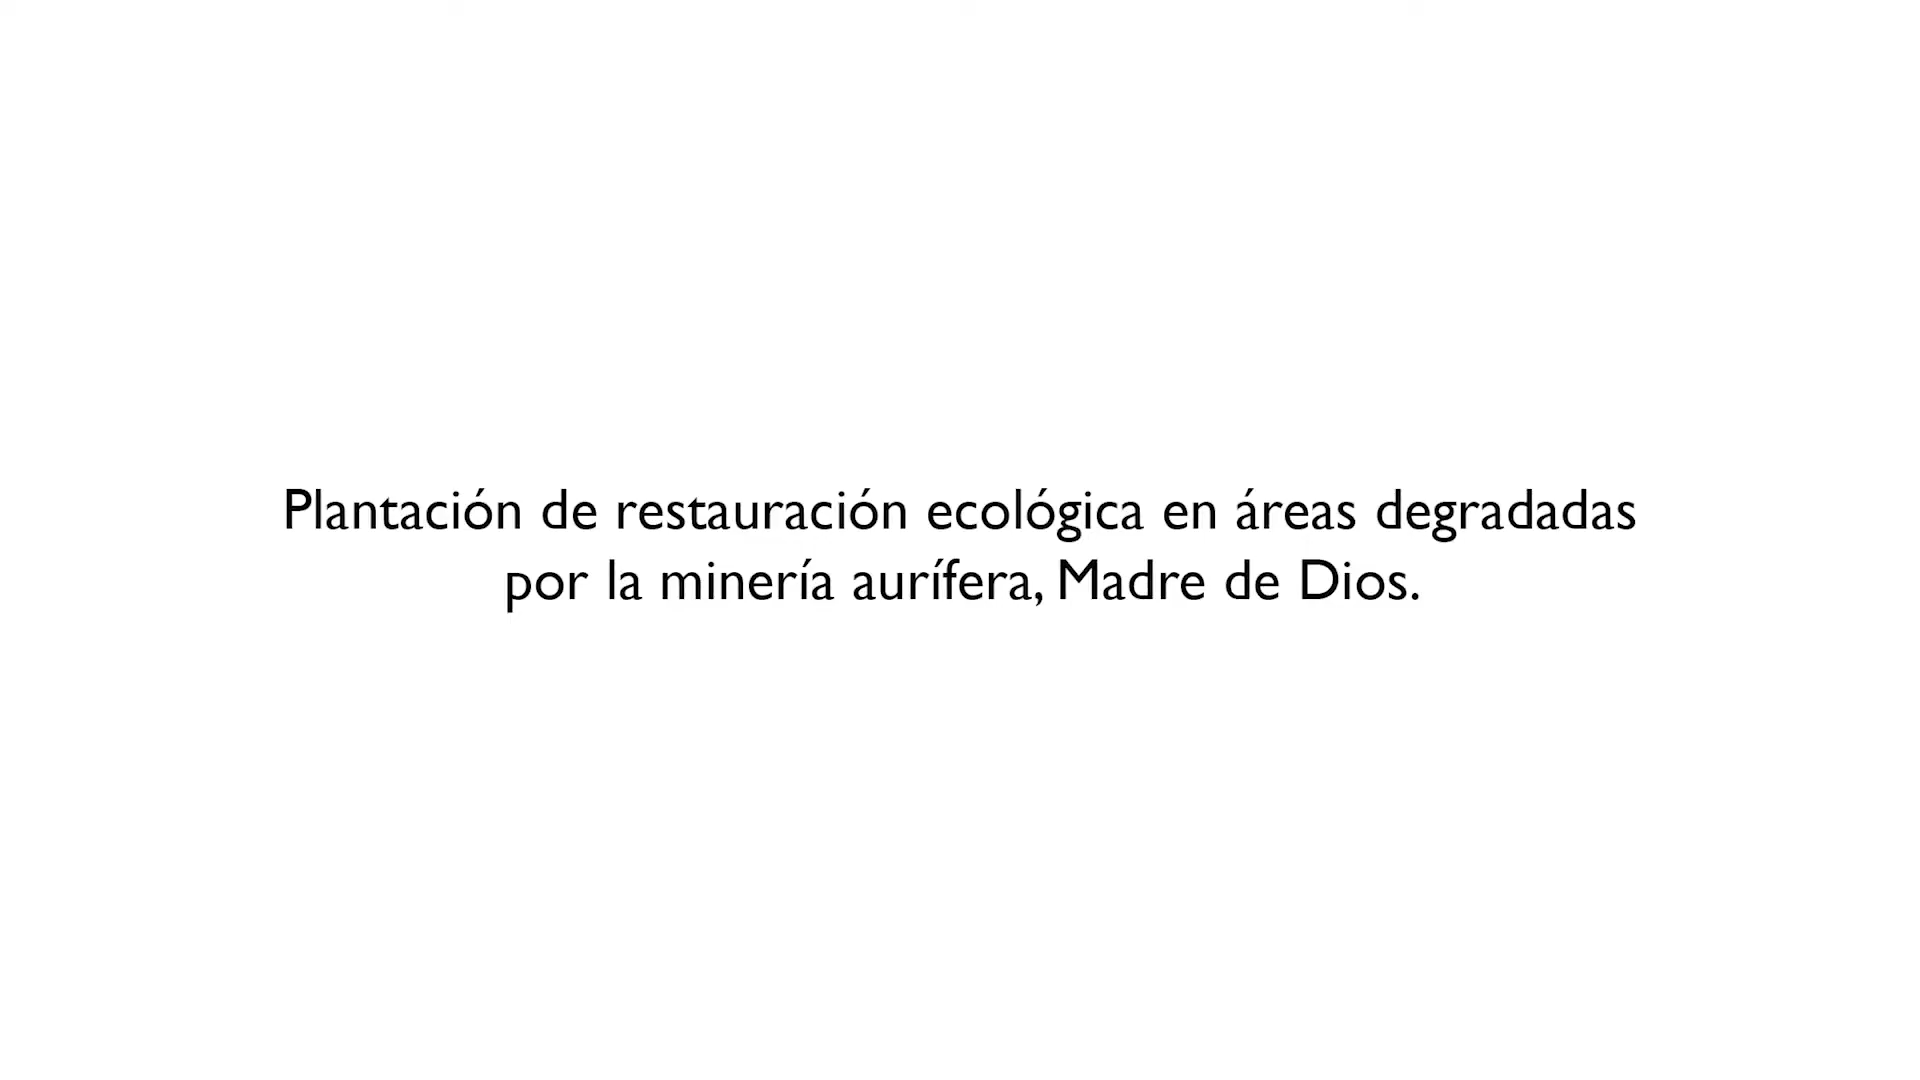 Plantación de restauración ecológica en áreas degradadas
por la minería aurífera, Madre de Dios.